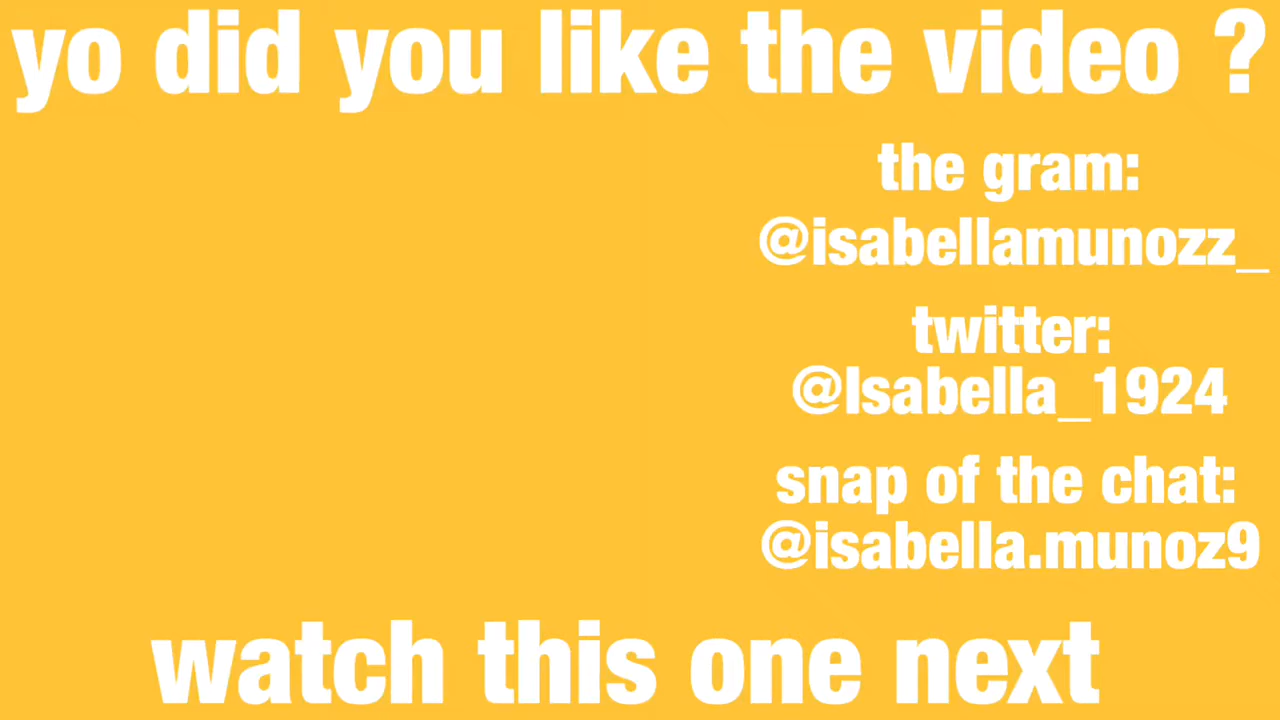 yo did you like the video ?
the gram:
@isabellamunozz_
twitter:
@Isabella_1924
snap of the chat:
@isabella.munoz9
watch this one next